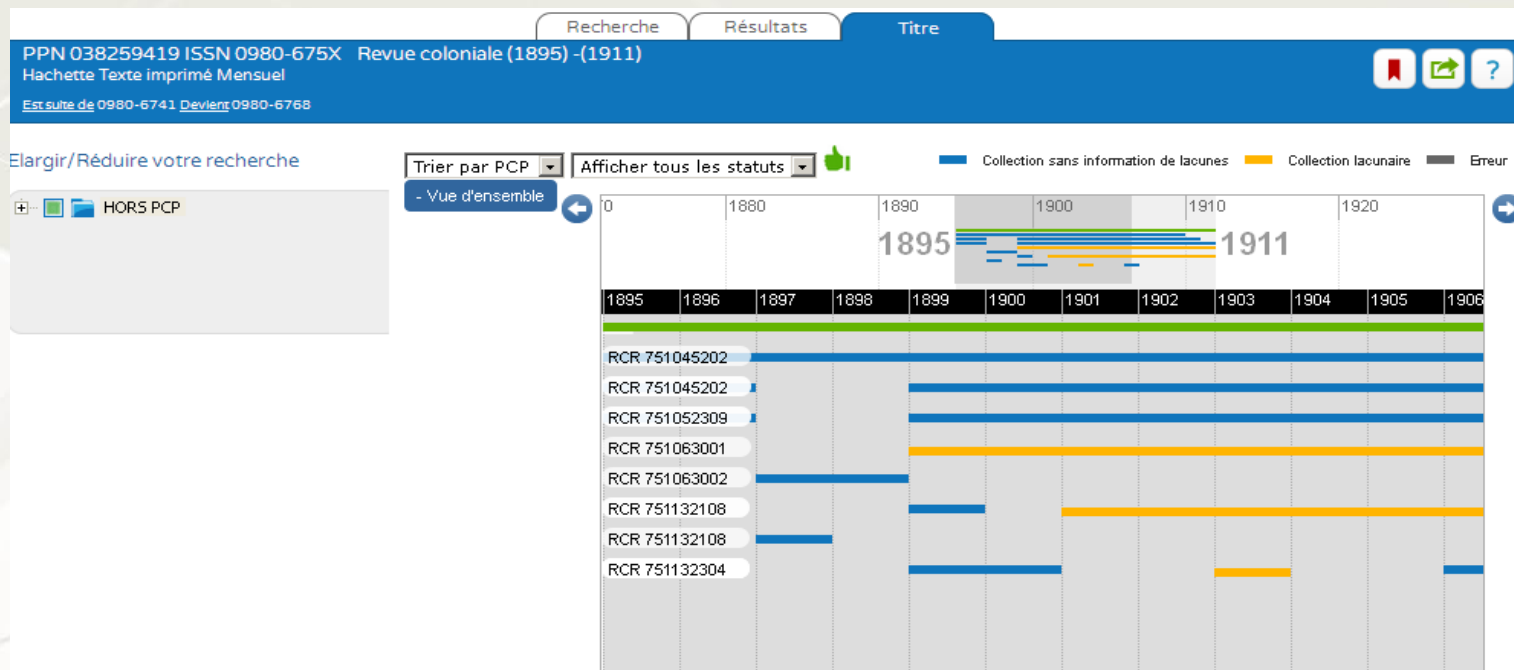 Recherche Résultats Titre
PPN 038259419 ISSN 0980-675X Revue coloniale (1895) -(1911)
Hachette Texte imprimé Mensuel
Est suite de 0980-6741 Devient 0980-6768
?
Elargir/Réduire votre recherche
Trier par PCP Afficher tous les statuts
Collection sans information de lacunes Collection lacunaire Erreur
HORS PCP
- Vue d'ensemble
0 1880 1890 1900 1910 1920
1895 1911
1895 1896 1897 1898 1899 1900 1901 1902 1903 1904 1905 1906
RCR 751045202
RCR 751045202
RCR 751052309
RCR 751063001
RCR 751063002
RCR 751132108
RCR 751132108
RCR 751132304